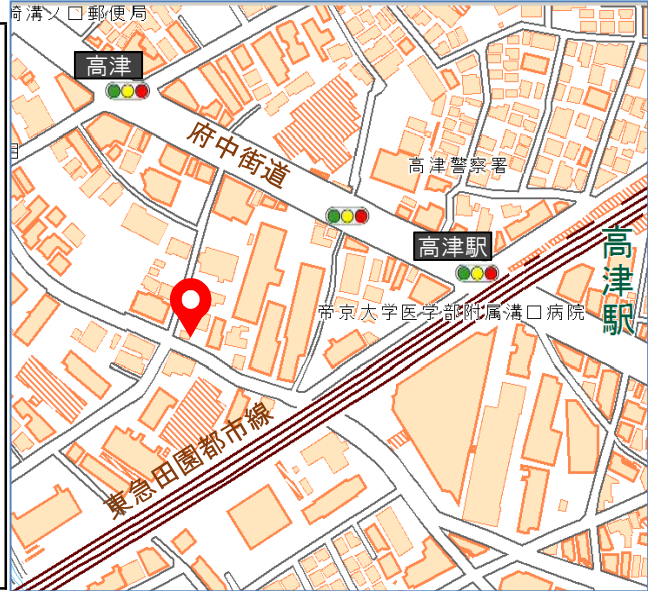 崎溝ノ口郵便局
高津
府中街道
高津警察署
高津駅
高津駅
帝京大学医学部附属溝口病院
東急田園都市線